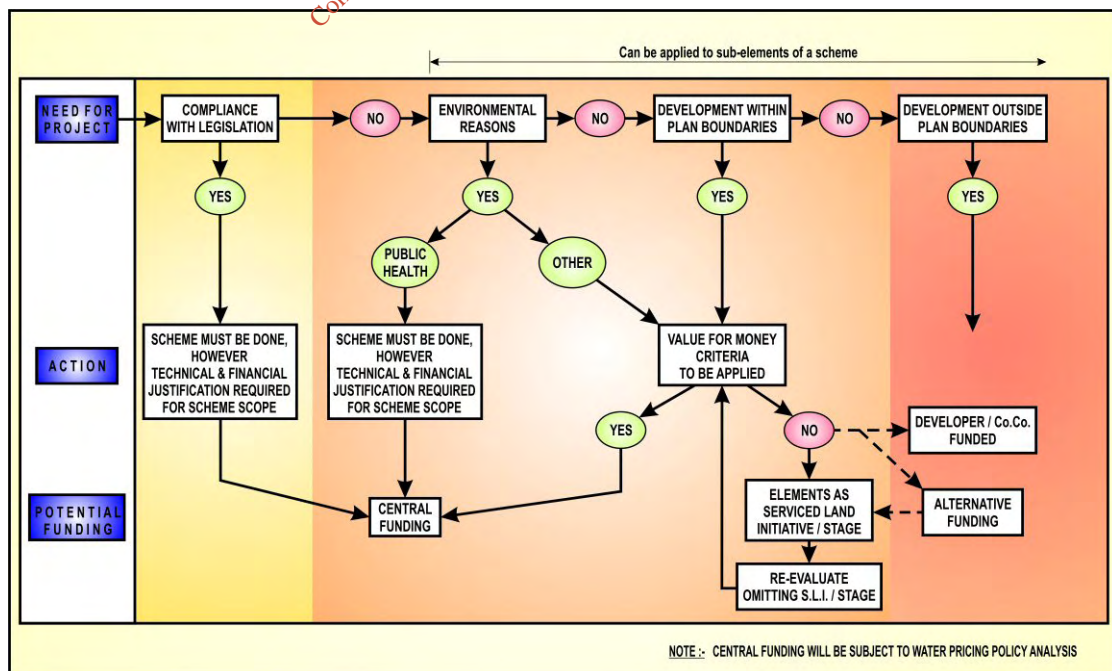 Con
Can be applied to sub-elements of a scheme
NEED FOR
PROJECT
COMPLIANCE
WITH LEGISLATION
NO
ENVIRONMENTAL
REASONS
NO
DEVELOPMENT WITHIN
PLAN BOUNDARIES
NO
DEVELOPMENT OUTSIDE
PLAN BOUNDARIES
YES
YES
YES
YES
PUBLIC
HEALTH
OTHER
ACTION
SCHEME MUST BE DONE,
HOWEVER
TECHNICAL & FINANCIAL
JUSTIFICATION REQUIRED
FOR SCHEME SCOPE
SCHEME MUST BE DONE,
HOWEVER
TECHNICAL & FINANCIAL
JUSTIFICATION REQUIRED
FOR SCHEME SCOPE
VALUE FOR MONEY
CRITERIA
TO BE APPLIED
YES
NO
DEVELOPER / Co.Co.
FUNDED
POTENTIAL
FUNDING
CENTRAL
FUNDING
ELEMENTS AS
SERVICED LAND
INITIATIVE / STAGE
ALTERNATIVE
FUNDING
RE-EVALUATE
OMITTING S.L.I. / STAGE
NOTE :- CENTRAL FUNDING WILL BE SUBJECT TO WATER PRICING POLICY ANALYSIS